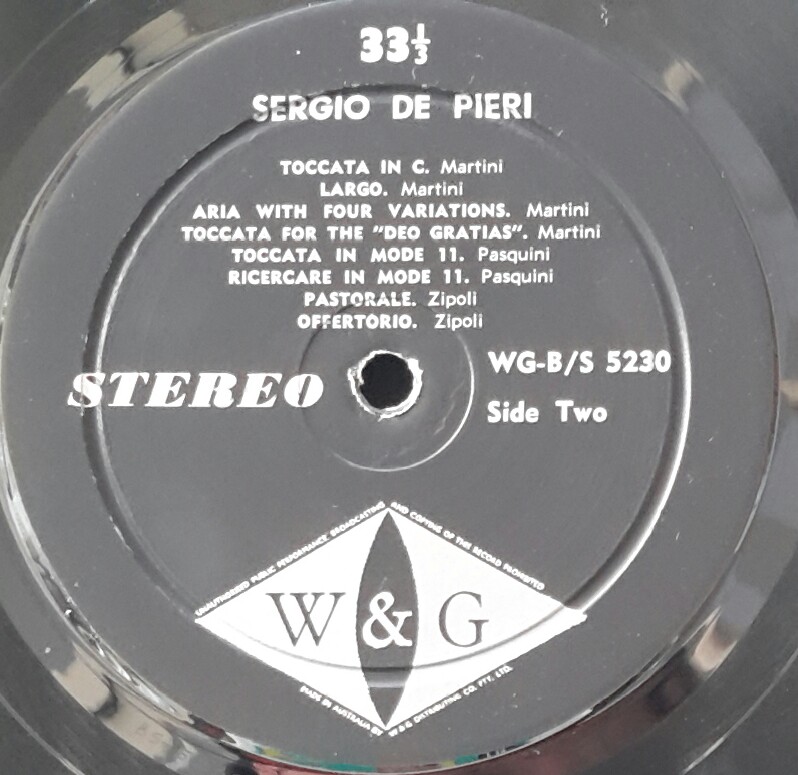 33⅓
SERGIO DE PIERI
TOCCATA IN C. Martini
LARGO. Martini
ARIA WITH FOUR VARIATIONS. Martini
TOCCATA FOR THE "DEO GRATIAS". Martini
TOCCATA IN MODE 11. Pasquini
RICERCARE IN MODE 11. Pasquini
PASTORALE. Zipoli
OFFERTORIO. Zipoli
STEREO
WG-B/S 5230
Side Two
UNAUTHORISED PUBLIC PERFORMANCE BROADCASTING AND COPYING OF THIS RECORD PROHIBITED
W & G
MADE IN AUSTRALIA BY W & G DISTRIBUTING CO. PTY. LTD.